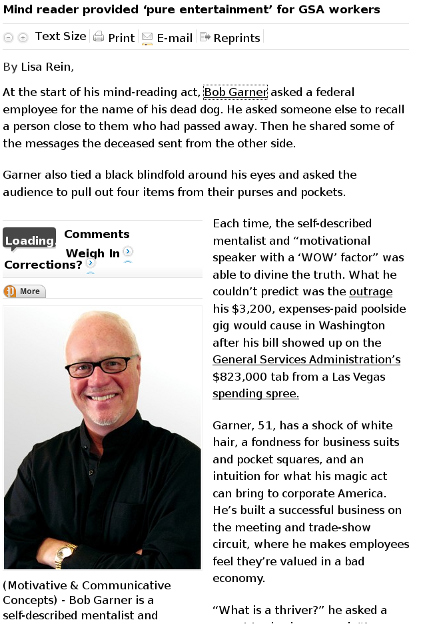 Mind reader provided ‘pure entertainment’ for GSA workers
Text Size Print E-mail Reprints
By Lisa Rein,
At the start of his mind-reading act, Bob Garner asked a federal
employee for the name of his dead dog. He asked someone else to recall
a person close to them who had passed away. Then he shared some of
the messages the deceased sent from the other side.
Garner also tied a black blindfold around his eyes and asked the
audience to pull out four items from their purses and pockets.
Loading Comments
Weigh In
Corrections?
More
Each time, the self-described
mentalist and “motivational
speaker with a ‘WOW’ factor” was
able to divine the truth. What he
couldn’t predict was the outrage
his $3,200, expenses-paid poolside
gig would cause in Washington
after his bill showed up on the
General Services Administration’s
$823,000 tab from a Las Vegas
spending spree.
Garner, 51, has a shock of white
hair, a fondness for business suits
and pocket squares, and an
intuition for what his magic act
can bring to corporate America.
He’s built a successful business on
the meeting and trade-show
circuit, where he makes employees
feel they’re valued in a bad
economy.
“What is a thriver?” he asked a
(Motivative & Communicative
Concepts) - Bob Garner is a
self-described mentalist and